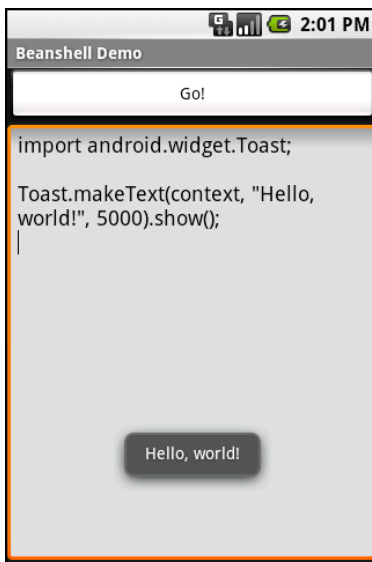 2:01 PM
Beanshell Demo
Go!
import android.widget.Toast;
Toast.makeText(context, "Hello,
world!", 5000).show();
Hello, world!